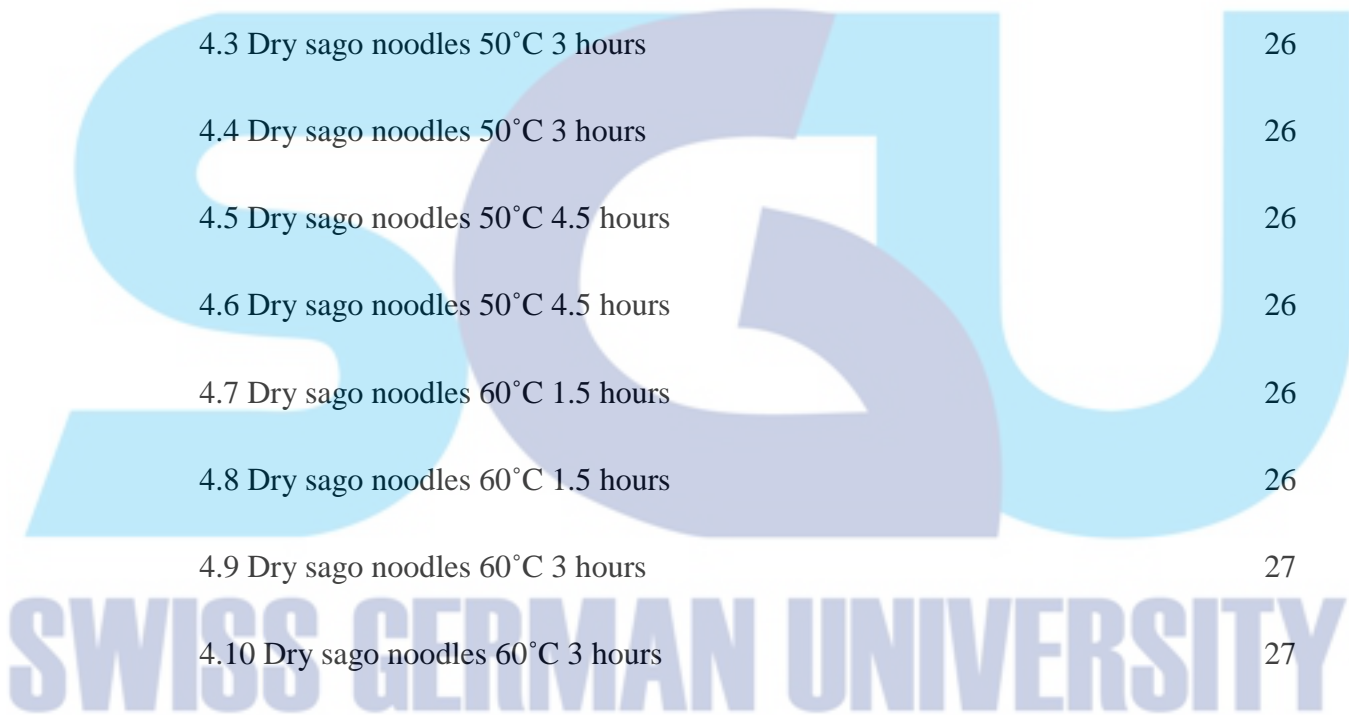 4.3 Dry sago noodles 50˚C 3 hours 26
4.4 Dry sago noodles 50˚C 3 hours 26
4.5 Dry sago noodles 50˚C 4.5 hours 26
4.6 Dry sago noodles 50˚C 4.5 hours 26
4.7 Dry sago noodles 60˚C 1.5 hours 26
4.8 Dry sago noodles 60˚C 1.5 hours 26
4.9 Dry sago noodles 60˚C 3 hours 27
4.10 Dry sago noodles 60˚C 3 hours 27
SGU
SWISS GERMAN UNIVERSITY